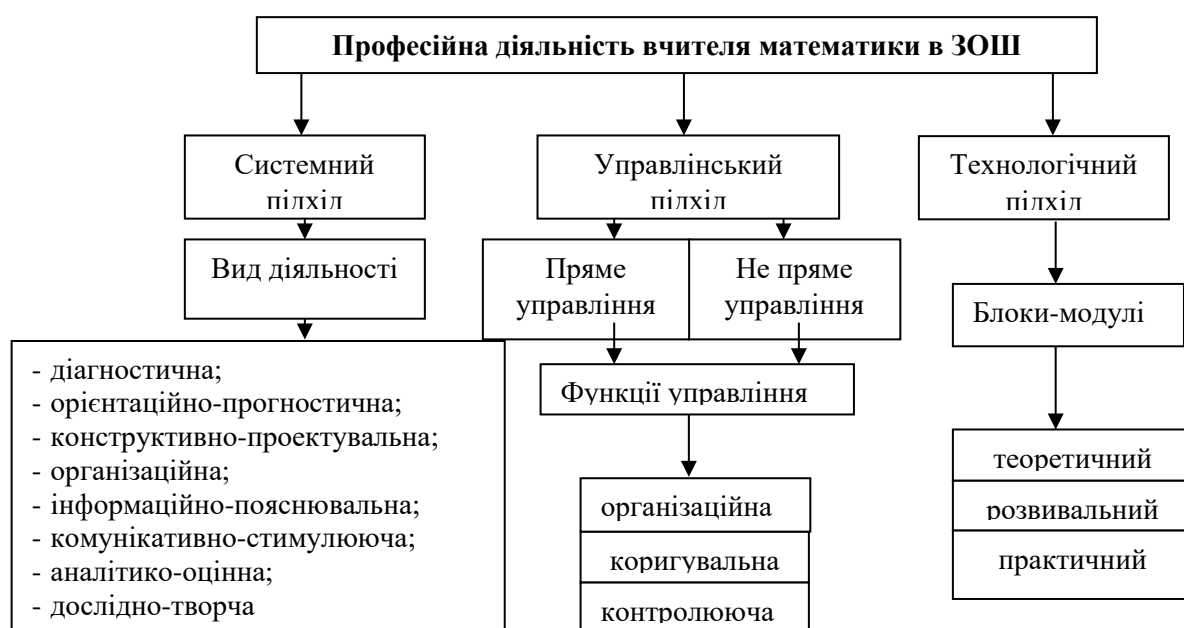 Професійна діяльність вчителя математики в ЗОШ
Системний
підхід
Управлінський
підхід
Технологічний
підхід
Вид діяльності
Пряме
управління
Не пряме
управління
Блоки-модулі
- діагностична;
- орієнтаційно-прогностична;
- конструктивно-проектувальна;
- організаційна;
- інформаційно-пояснювальна;
- комунікативно-стимулююча;
- аналітико-оцінна;
- дослідно-творча
Функції управління
організаційна
коригувальна
контролююча
теоретичний
розвивальний
практичний